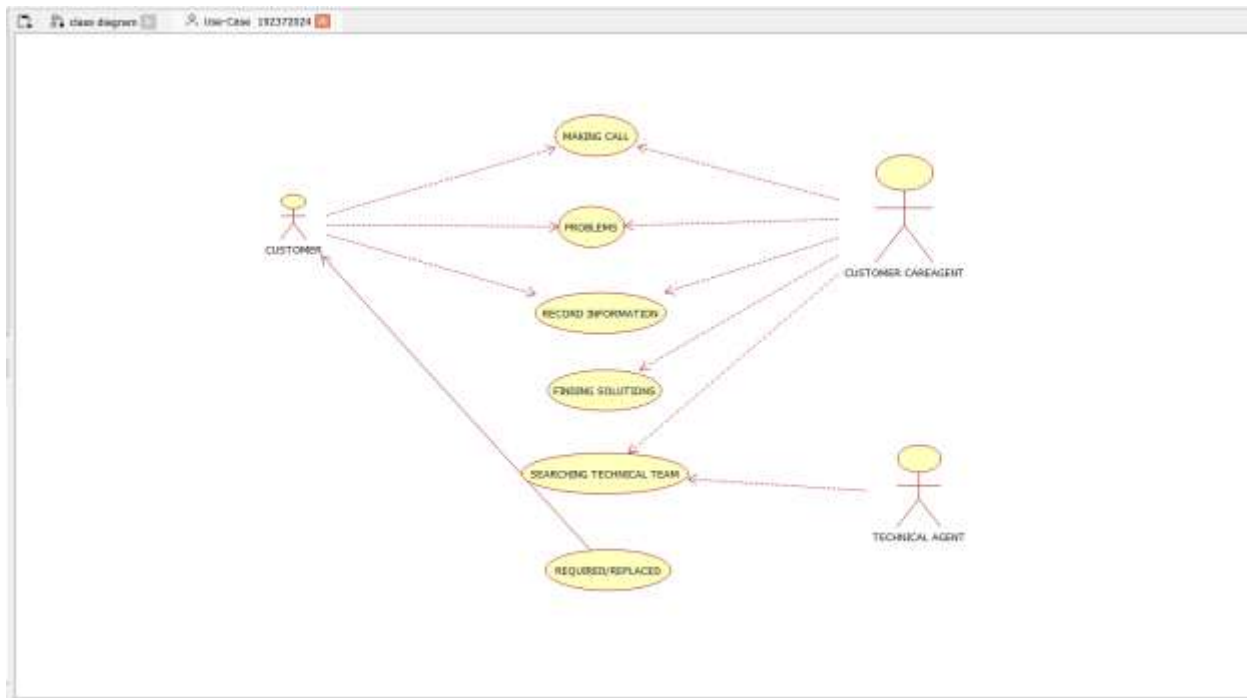 class diagram
Use-Case 192372024
MAKING CALL
PROBLEMS
CUSTOMER
CUSTOMER CAREAGENT
RECORD INFORMATION
FINDING SOLUTIONS
SEARCHING TECHNICAL TEAM
TECHNICAL AGENT
REQUIRED/REPLACED